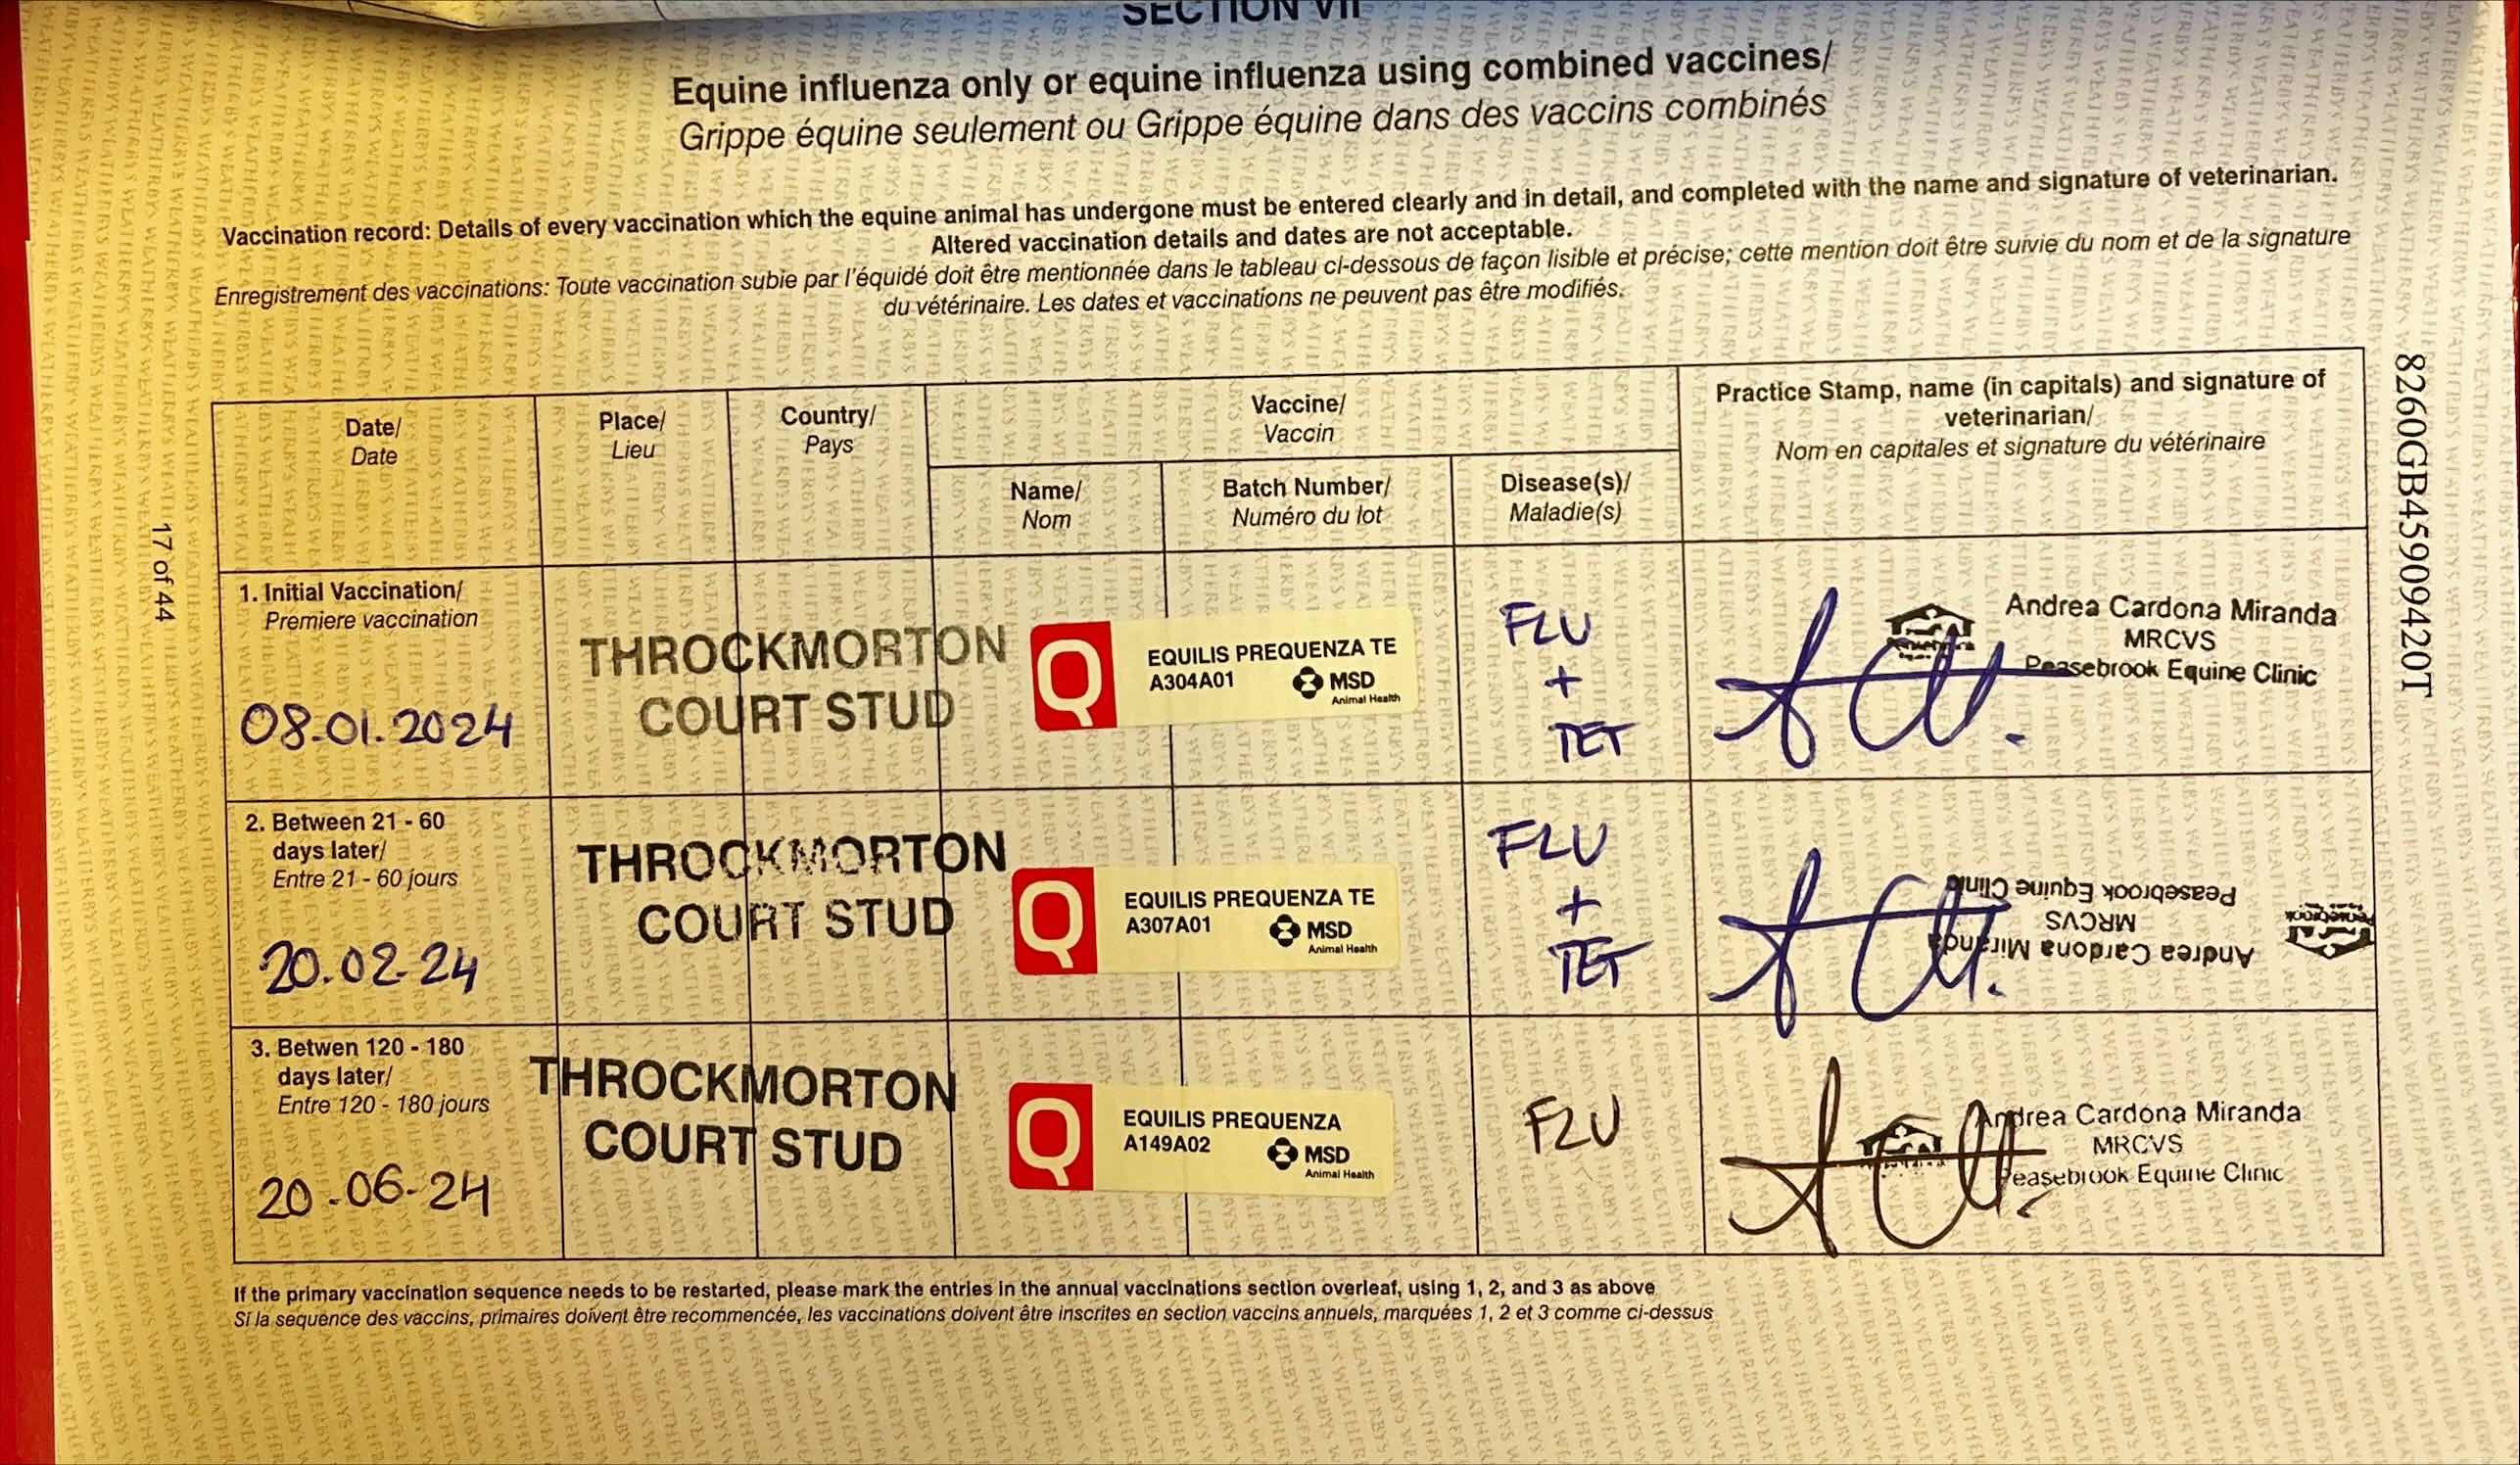 SECTION VII
Equine influenza only or equine influenza using combined vaccines/
Grippe équine seulement ou Grippe équine dans des vaccins combinés
Vaccination record: Details of every vaccination which the equine animal has undergone must be entered clearly and in detail, and completed with the name and signature of veterinarian.
Altered vaccination details and dates are not acceptable.
Enregistrement des vaccinations: Toute vaccination subie par l'équidé doit être mentionnée dans le tableau ci-dessous de façon lisible et précise; cette mention doit être suivie du nom et de la signature
du vétérinaire. Les dates et vaccinations ne peuvent pas être modifiés.
Date/
Date
Place/
Lieu
Country/
Pays
Vaccine/
Vaccin
Name/
Nom
Batch Number/
Numéro du lot
Disease(s)/
Maladie(s)
Practice Stamp, name (in capitals) and signature of
veterinarian/
Nom en capitales et signature du vétérinaire
1. Initial Vaccination/
Premiere vaccination
08.01.2024
THROCKMORTON
COURT STUD
Q
EQUILIS PREQUENZA TE
A304A01
MSD
Animal Health
FLU
+
TET
Andrea Cardona Miranda
MRCVS
Peasebrook Equine Clinic
2. Between 21 - 60
days later/
Entre 21 - 60 jours
20.02.24
THROCKMORTON
COURT STUD
Q
EQUILIS PREQUENZA TE
A307A01
MSD
Animal Health
FLU
+
TET
Andrea Cardona Miranda
MRCVS
Peasebrook Equine Clinic
Peasebrook
3. Betwen 120 - 180
days later/
Entre 120 - 180 jours
20.06.24
THROCKMORTON
COURT STUD
Q
EQUILIS PREQUENZA
A149A02
MSD
Animal Health
FLU
Andrea Cardona Miranda
MRCVS
Peasebrook Equine Clinic
If the primary vaccination sequence needs to be restarted, please mark the entries in the annual vaccinations section overleaf, using 1, 2, and 3 as above
Si la sequence des vaccins, primaires doivent être recommencée, les vaccinations doivent être inscrites en section vaccins annuels, marquées 1, 2 et 3 comme ci-dessus
17 of 44
8260GB45909420T
WEATHERBYS